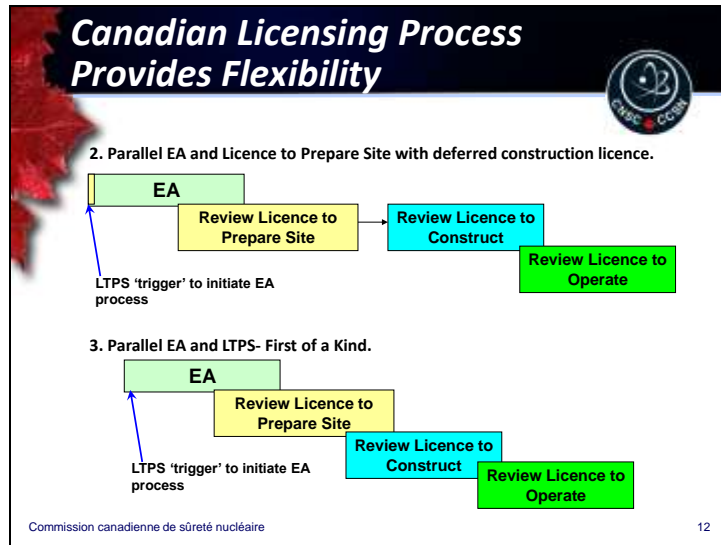 Canadian Licensing Process
Provides Flexibility
CNSC CCSN
2. Parallel EA and Licence to Prepare Site with deferred construction licence.
EA
Review Licence to
Prepare Site
Review Licence to
Construct
Review Licence to
Operate
LTPS ‘trigger’ to initiate EA
process
3. Parallel EA and LTPS- First of a Kind.
EA
Review Licence to
Prepare Site
Review Licence to
Construct
LTPS ‘trigger’ to initiate EA
process
Review Licence to
Operate
Commission canadienne de sûreté nucléaire
12